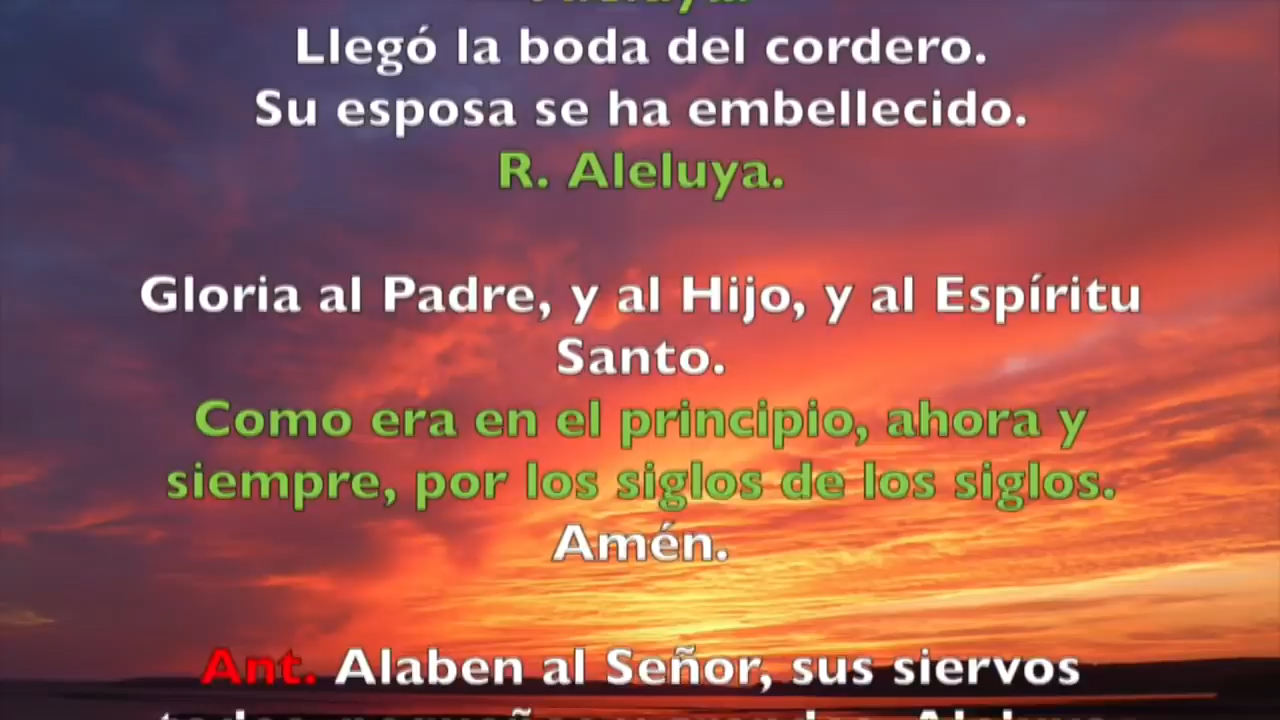 Llegó la boda del cordero.
Su esposa se ha embellecido.
R. Aleluya.
Gloria al Padre, y al Hijo, y al Espíritu
Santo.
Como era en el principio, ahora y
siempre, por los siglos de los siglos.
Amén.
Ant. Alaben al Señor, sus siervos